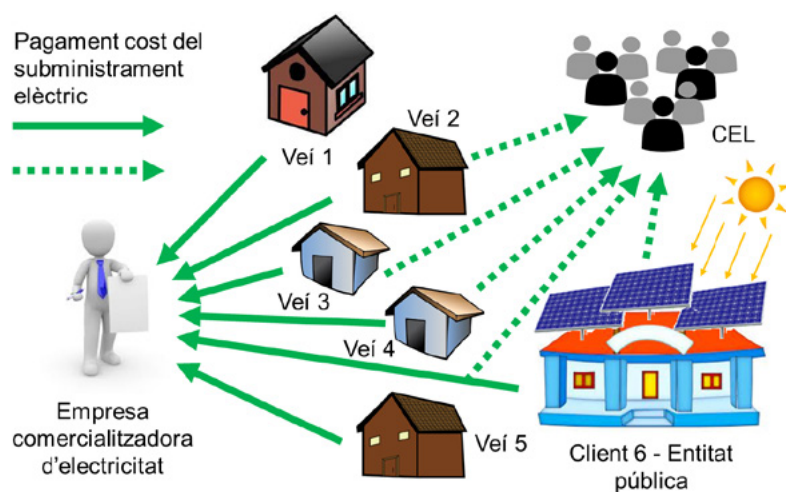 Pagament cost del
subministrament
elèctric
Veí 1
Veí 2
CEL
Veí 3
Veí 4
Veí 5
Empresa
comercialitzadora
d'electricitat
Client 6 - Entitat
pública